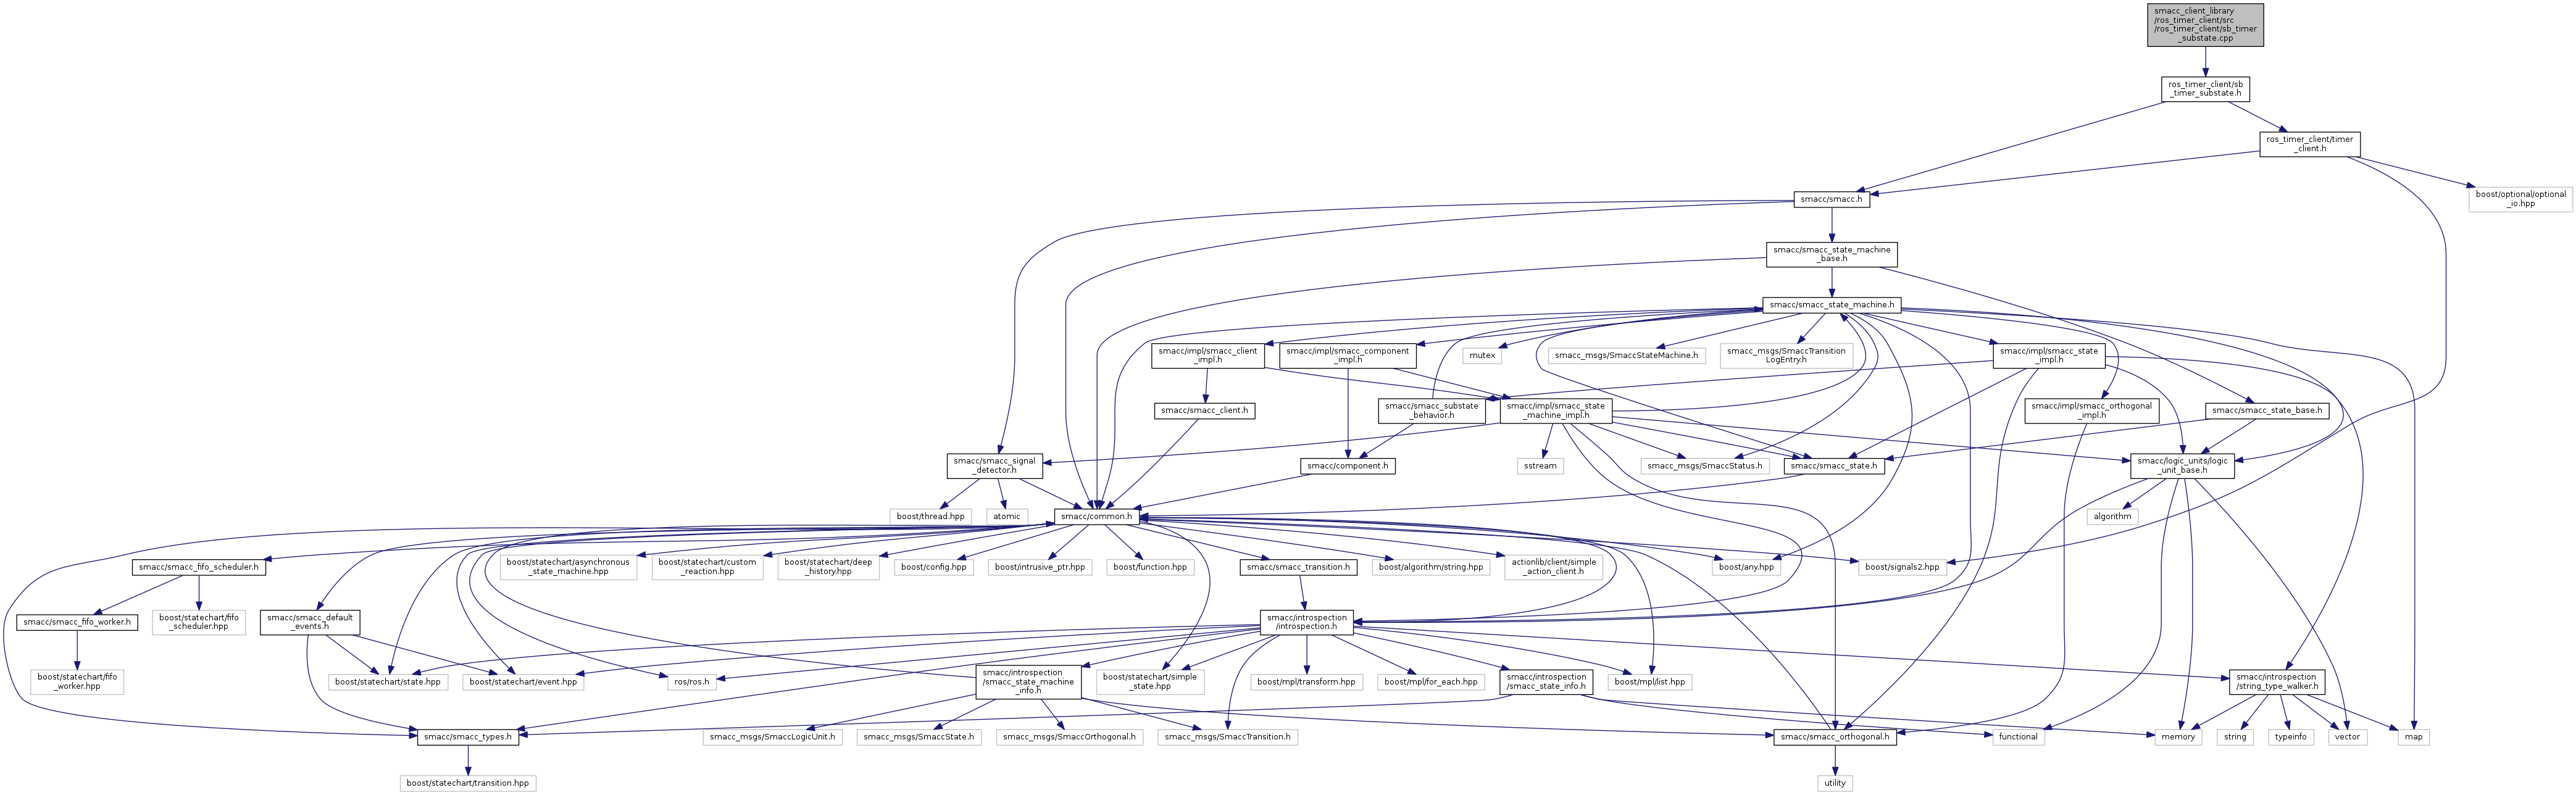 smacc_client_library
/ros_timer_client/src
/ros_timer_client/sb_timer
_substate.cpp
ros_timer_client/sb
_timer_substate.h
ros_timer_client/timer
_client.h
smacc/smacc.h
boost/optional/optional
_io.hpp
smacc/smacc_state_machine
_base.h
smacc/smacc_state_machine.h
smacc/impl/smacc_client
_impl.h
smacc/impl/smacc_component
_impl.h
mutex
smacc_msgs/SmaccStateMachine.h
smacc_msgs/SmaccTransition
LogEntry.h
smacc/impl/smacc_state
_impl.h
smacc/smacc_client.h
smacc/smacc_substate
_behavior.h
smacc/impl/smacc_state
_machine_impl.h
smacc/impl/smacc_orthogonal
_impl.h
smacc/smacc_state_base.h
smacc/smacc_signal
_detector.h
smacc/component.h
sstream
smacc_msgs/SmaccStatus.h
smacc/smacc_state.h
smacc/logic_units/logic
_unit_base.h
boost/thread.hpp
atomic
smacc/common.h
algorithm
smacc/smacc_fifo_scheduler.h
boost/statechart/asynchronous
_state_machine.hpp
boost/statechart/custom
_reaction.hpp
boost/statechart/deep
_history.hpp
boost/config.hpp
boost/intrusive_ptr.hpp
boost/function.hpp
smacc/smacc_transition.h
boost/algorithm/string.hpp
actionlib/client/simple
_action_client.h
boost/any.hpp
boost/signals2.hpp
smacc/smacc_fifo_worker.h
boost/statechart/fifo
_scheduler.hpp
smacc/smacc_default
_events.h
smacc/introspection
/introspection.h
boost/statechart/fifo
_worker.hpp
boost/statechart/state.hpp
boost/statechart/event.hpp
ros/ros.h
smacc/introspection
/smacc_state_machine
_info.h
boost/statechart/simple
_state.hpp
boost/mpl/transform.hpp
boost/mpl/for_each.hpp
smacc/introspection
/smacc_state_info.h
boost/mpl/list.hpp
smacc/introspection
/string_type_walker.h
smacc/smacc_types.h
smacc_msgs/SmaccLogicUnit.h
smacc_msgs/SmaccState.h
smacc_msgs/SmaccOrthogonal.h
smacc_msgs/SmaccTransition.h
smacc/smacc_orthogonal.h
functional
memory
string
typeinfo
vector
map
boost/statechart/transition.hpp
utility